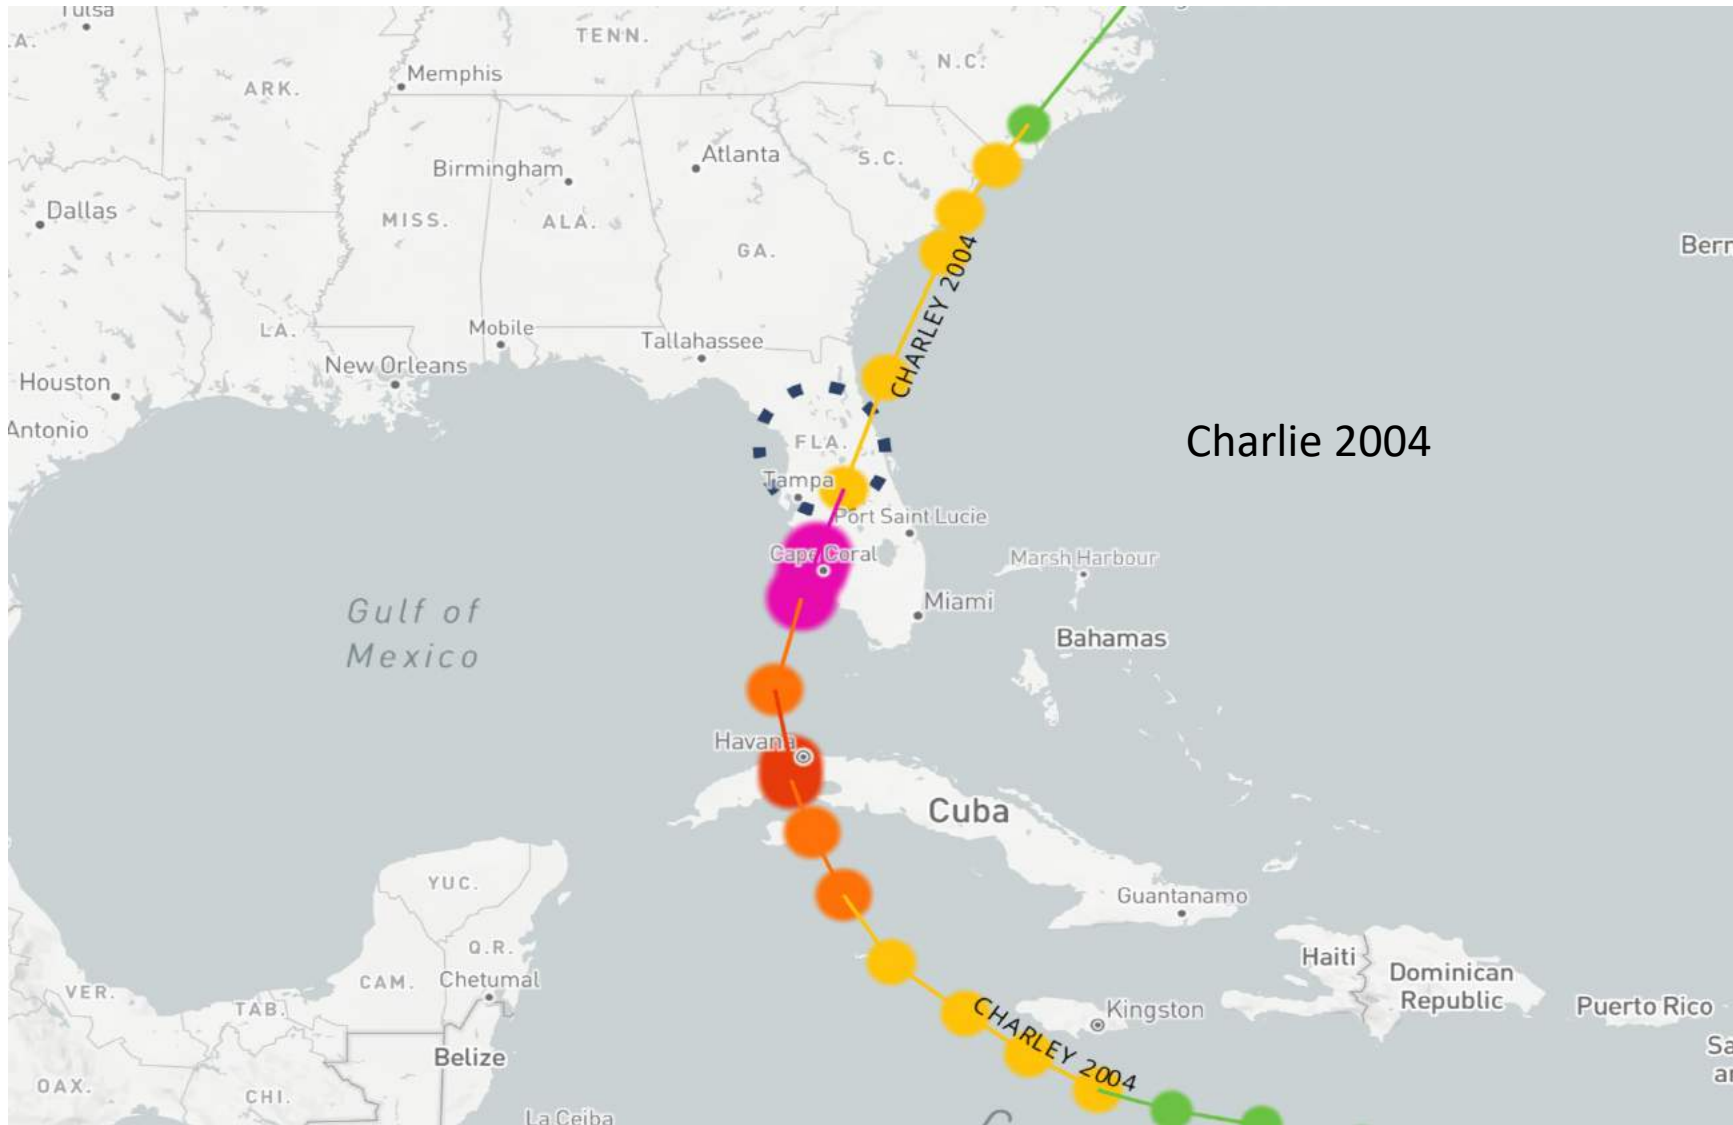 Tulsa
A.
TENN.
N.C.
Memphis
ARK.
Atlanta
S.C.
Birmingham
Dallas
MISS.
ALA.
GA.
CHARLEY 2004
LA.
Mobile
Tallahassee
New Orleans
Houston
Antonio
FLA.
Charlie 2004
Tampa
Port Saint Lucie
Cape Coral
Marsh Harbour
Gulf of
Mexico
Miami
Bahamas
Havana
Cuba
YUC.
Guantanamo
Q.R.
Haiti
CAM.
Chetumal
Dominican
Republic
VER.
TAB.
CHARLEY 2004
Kingston
Puerto Rico
Belize
OAX.
CHI.
La Ceiba